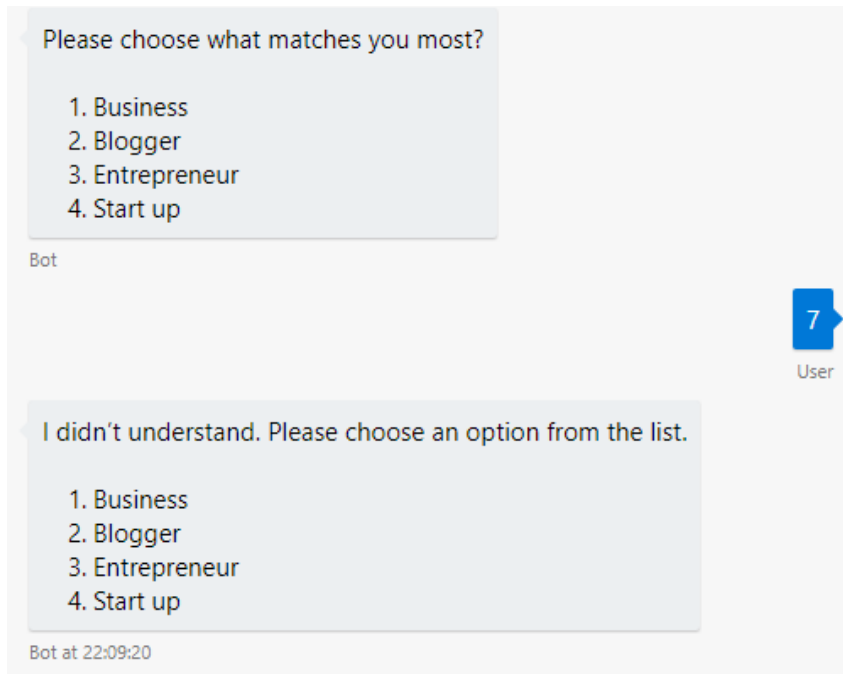 Please choose what matches you most?
1. Business
2. Blogger
3. Entrepreneur
4. Start up
Bot
7
User
I didn't understand. Please choose an option from the list.
1. Business
2. Blogger
3. Entrepreneur
4. Start up
Bot at 22:09:20